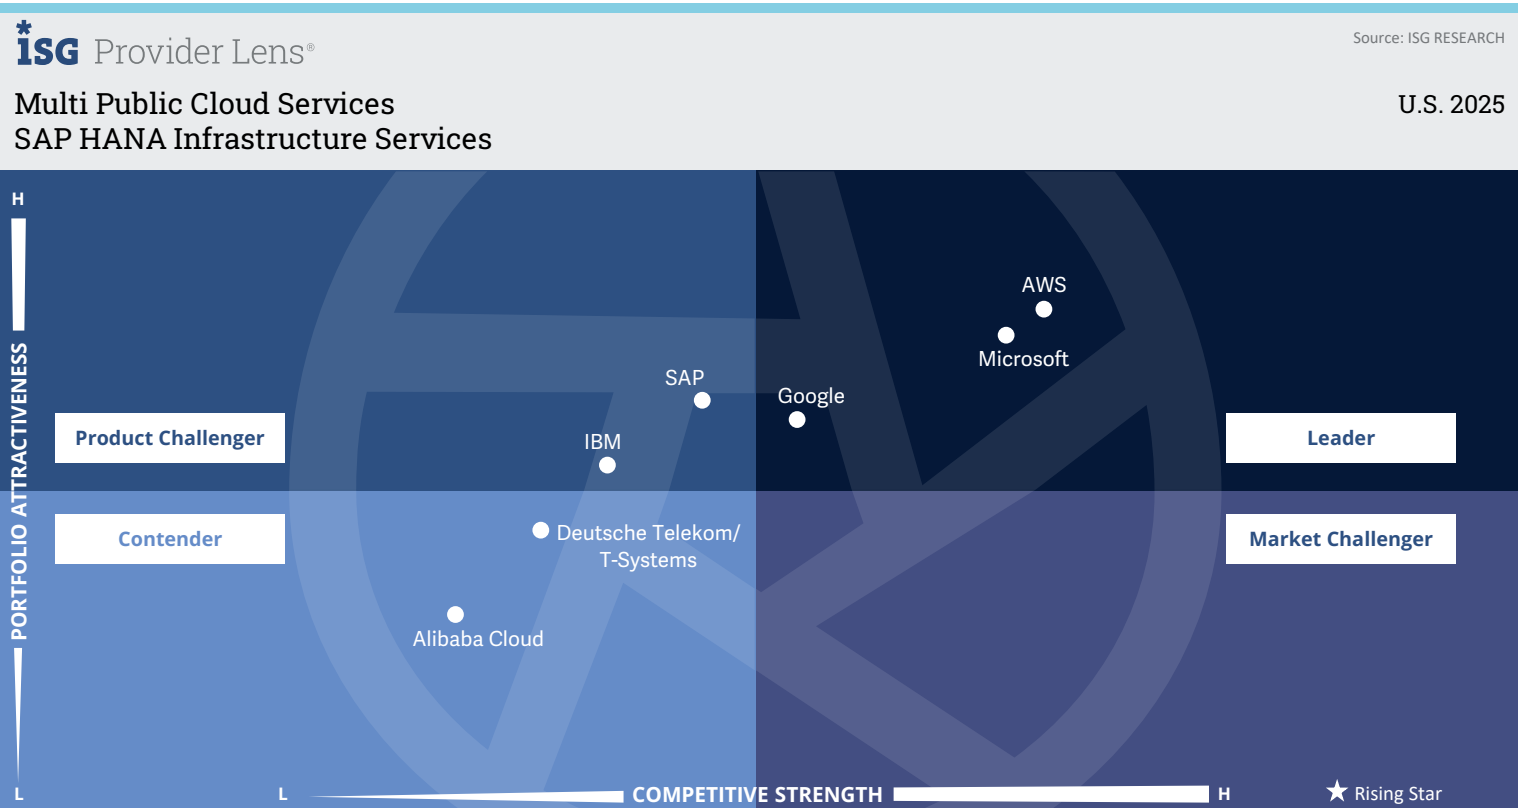 ISG Provider Lens®
Source: ISG RESEARCH
Multi Public Cloud Services
SAP HANA Infrastructure Services
U.S. 2025
H
PORTFOLIO ATTRACTIVENESS
L
Product Challenger
Leader
Contender
Market Challenger
AWS
Microsoft
SAP
Google
IBM
Deutsche Telekom/
T-Systems
Alibaba Cloud
L
COMPETITIVE STRENGTH
H
Rising Star